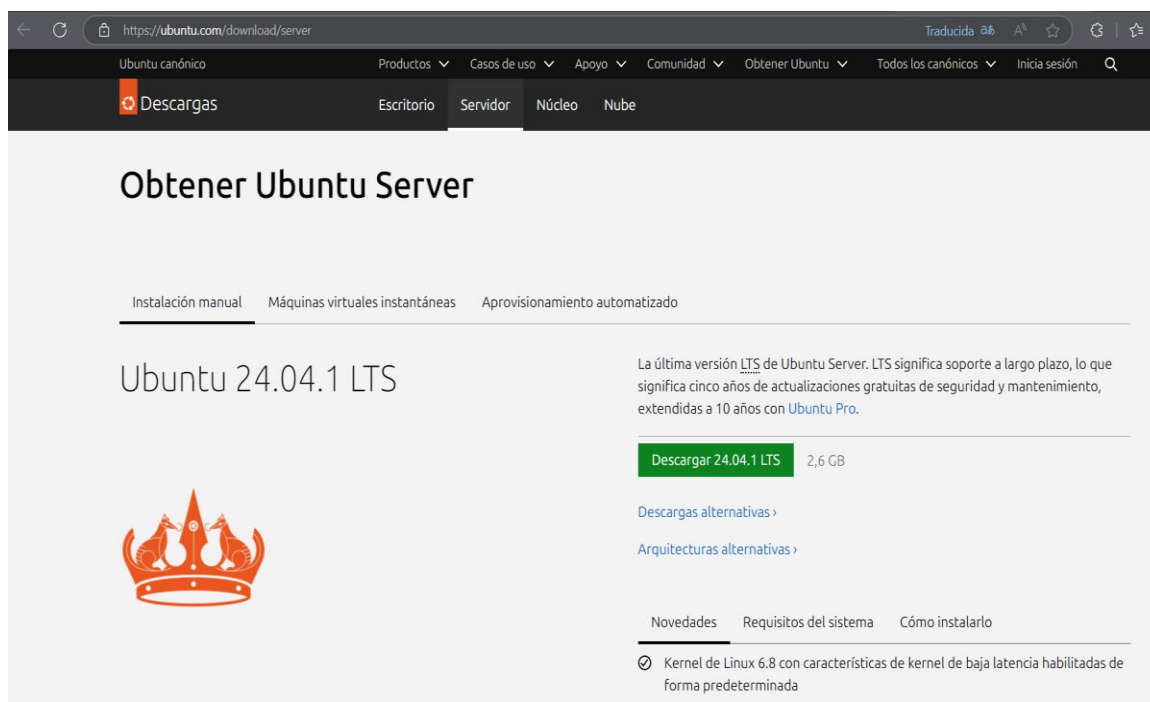 https://ubuntu.com/download/server
Traducida
Ubuntu canónico Productos Casos de uso Apoyo Comunidad Obtener Ubuntu Todos los canónicos Inicia sesión
Descargas Escritorio Servidor Núcleo Nube
Obtener Ubuntu Server
Instalación manual Máquinas virtuales instantáneas Aprovisionamiento automatizado
Ubuntu 24.04.1 LTS
La última versión LTS de Ubuntu Server. LTS significa soporte a largo plazo, lo que
significa cinco años de actualizaciones gratuitas de seguridad y mantenimiento,
extendidas a 10 años con Ubuntu Pro.
Descargar 24.04.1 LTS 2,6 GB
Descargas alternativas ›
Arquitecturas alternativas ›
Novedades Requisitos del sistema Cómo instalarlo
Kernel de Linux 6.8 con características de kernel de baja latencia habilitadas de
forma predeterminada